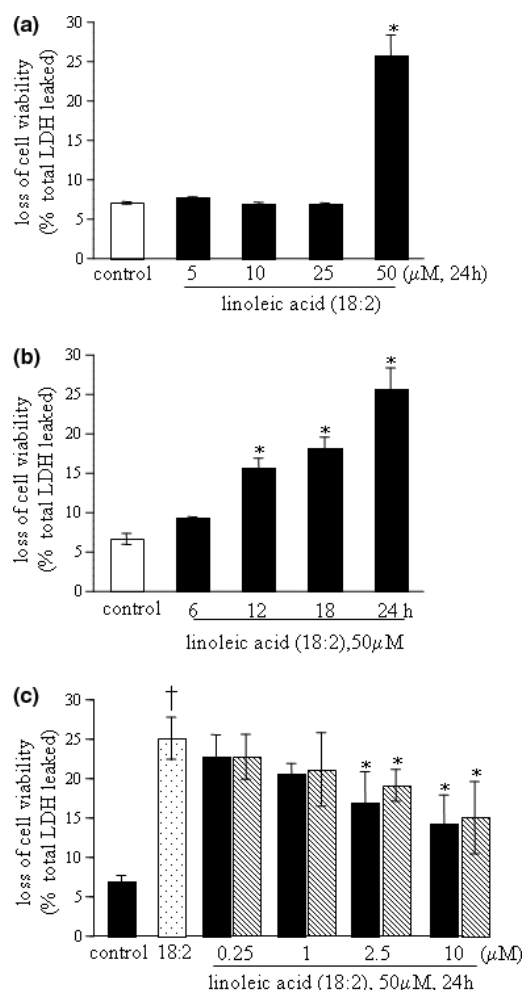 (a)
loss of cell viability
(% total LDH leaked)
30
25
20
15
10
5
0
*
control 5 10 25 50 (μM, 24h)
linoleic acid (18:2)
(b)
loss of cell viability
(% total LDH leaked)
30
25
20
15
10
5
0
* * *
control 6 12 18 24 h
linoleic acid (18:2),50μM
(c)
loss of cell viability
(% total LDH leaked)
30
25
20
15
10
5
0
†
* * * *
control 18:2 0.25 1 2.5 10 (μM)
linoleic acid (18:2), 50μM, 24h